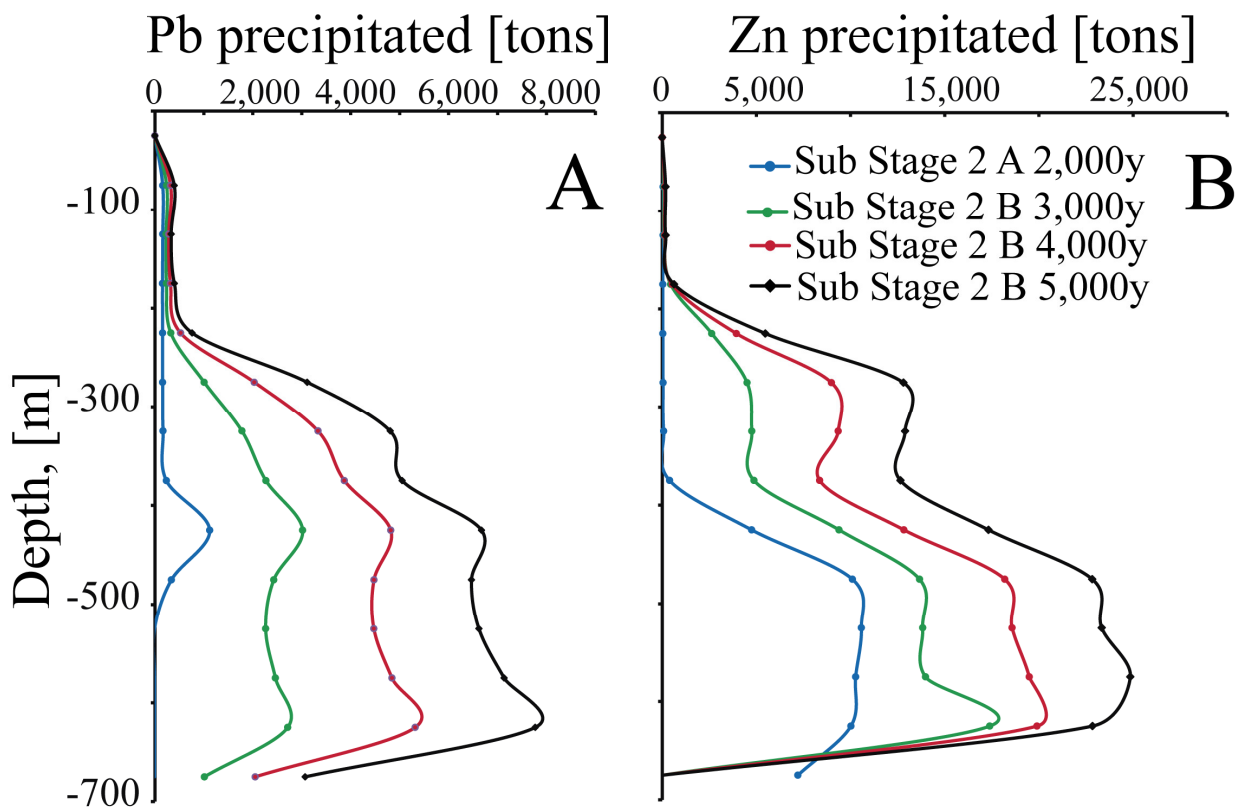 Pb precipitated [tons]
0 2,000 4,000 6,000 8,000
Depth, [m]
-100
-300
-500
-700
A
Zn precipitated [tons]
0 5,000 15,000 25,000
Sub Stage 2 A 2,000y
Sub Stage 2 B 3,000y
Sub Stage 2 B 4,000y
Sub Stage 2 B 5,000y
B